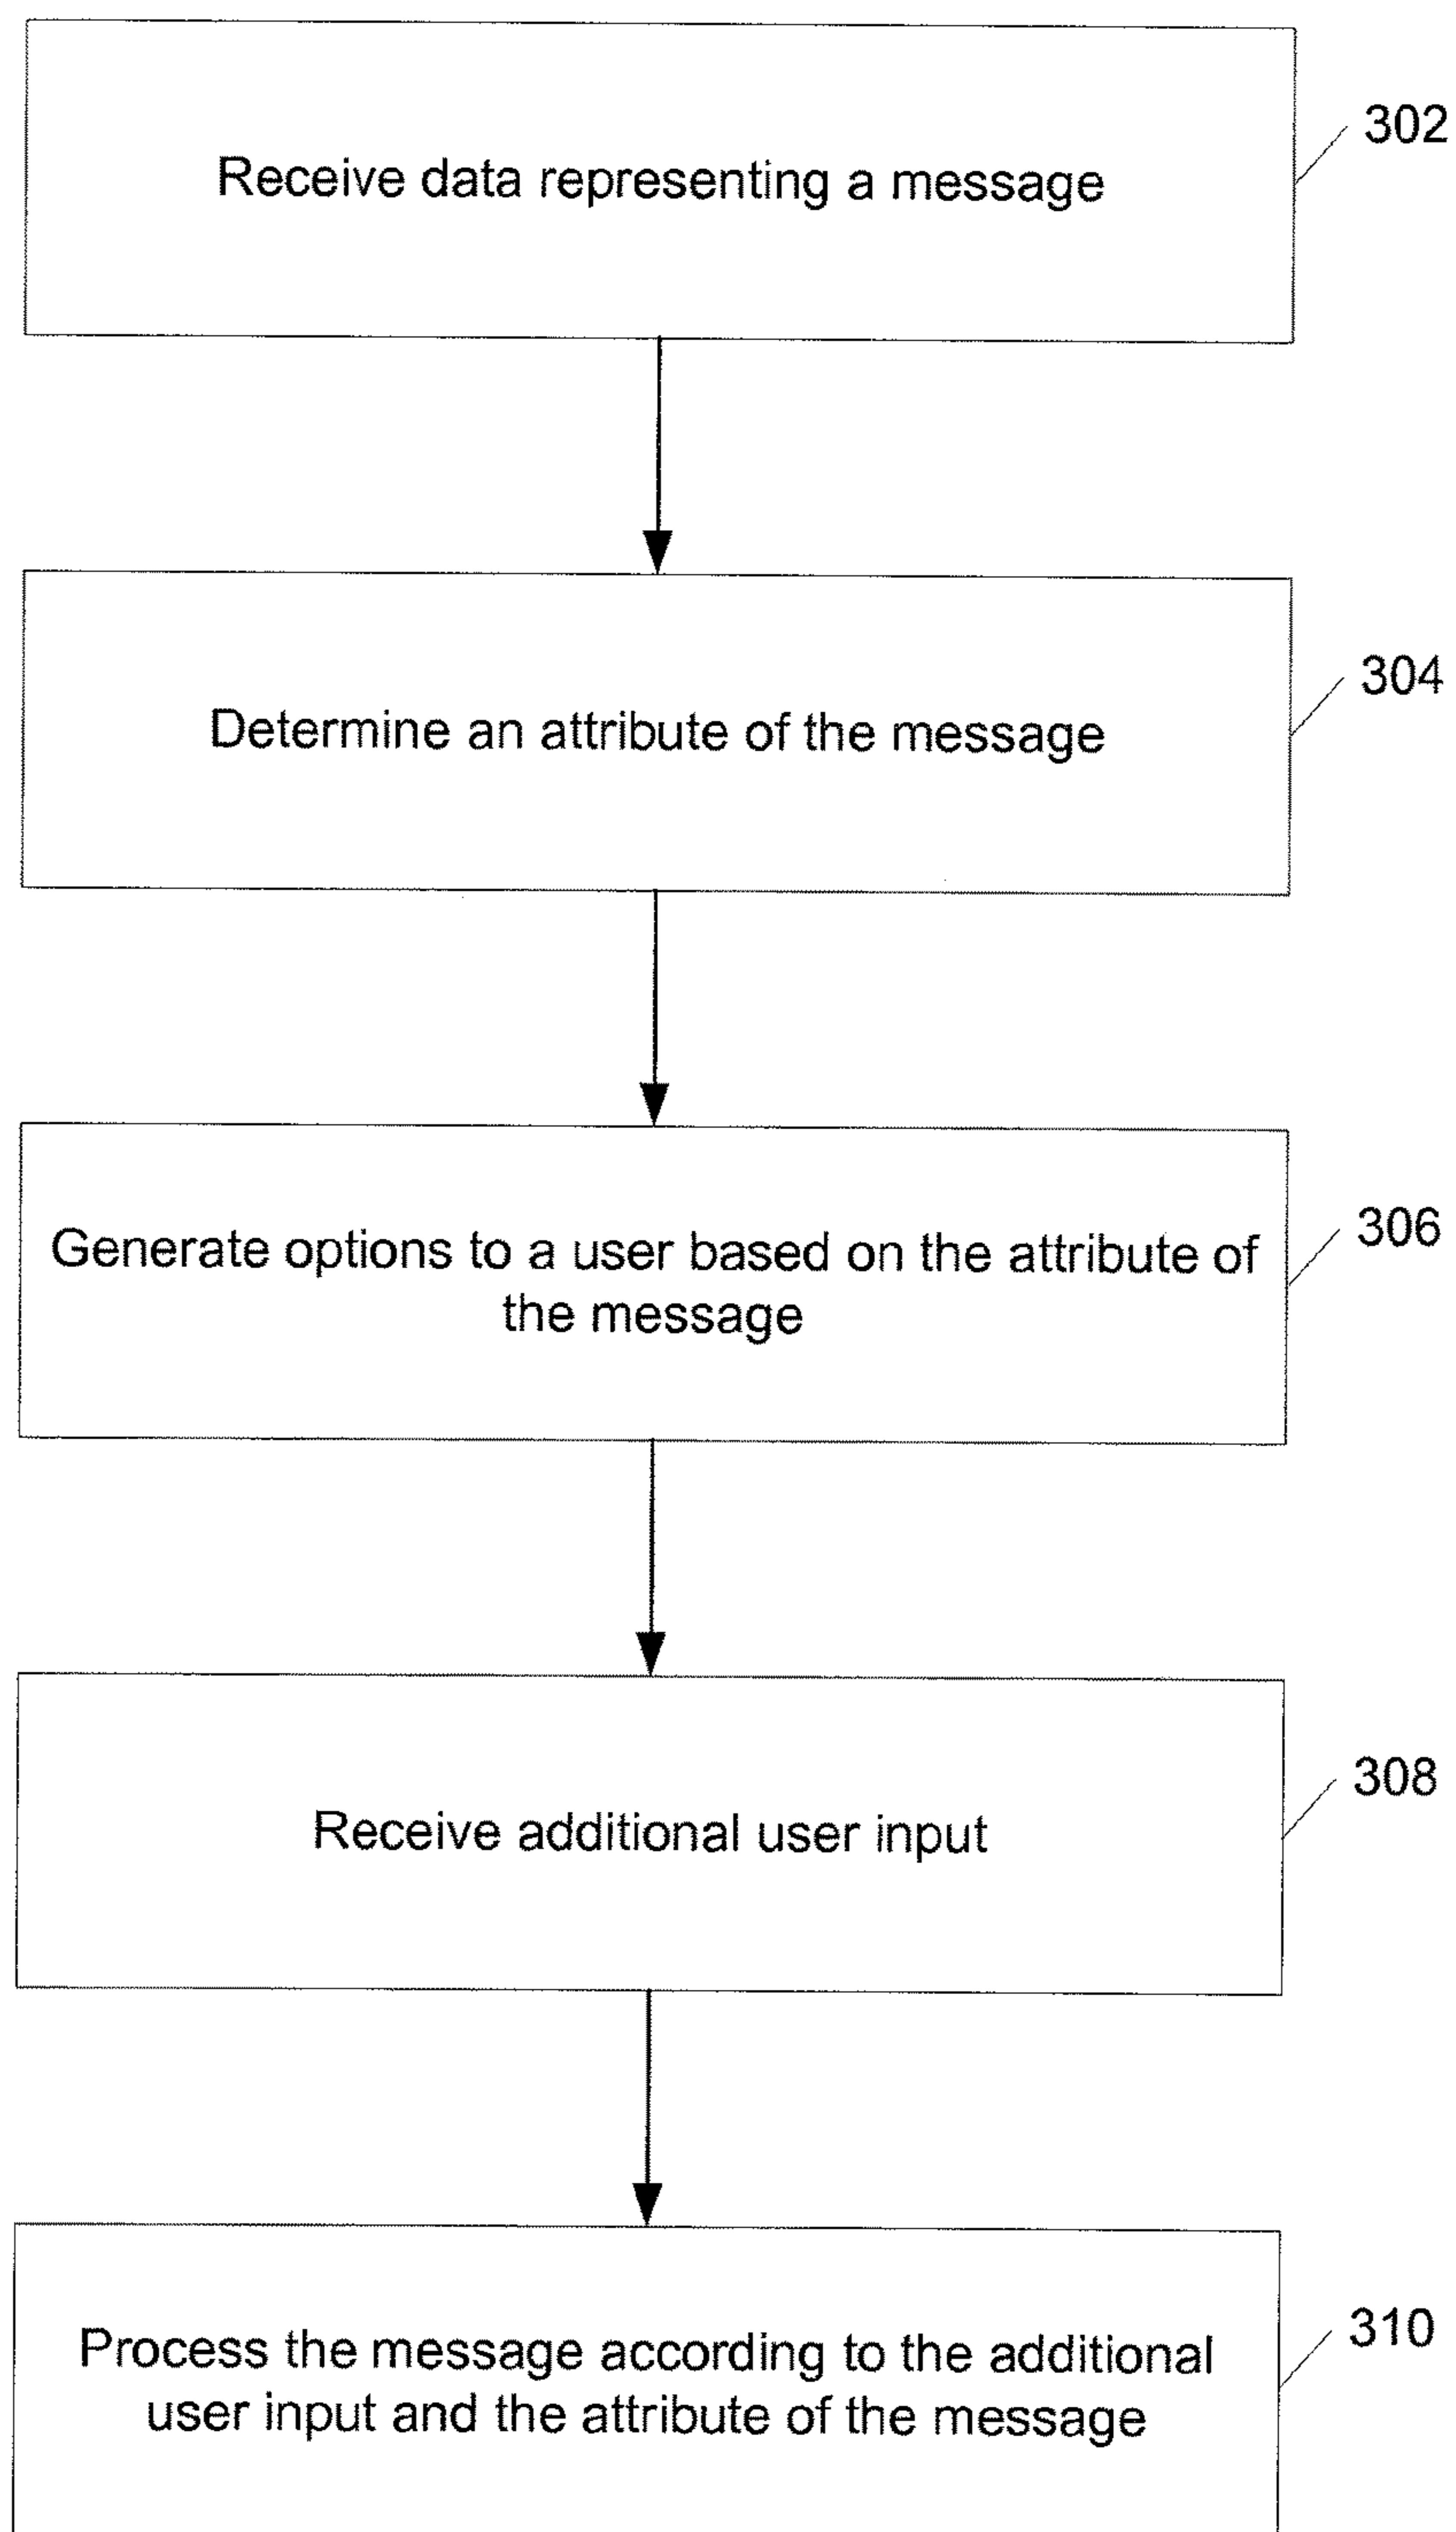 Receive data representing a message
302
Determine an attribute of the message
304
Generate options to a user based on the attribute of
the message
306
Receive additional user input
308
Process the message according to the additional
user input and the attribute of the message
310